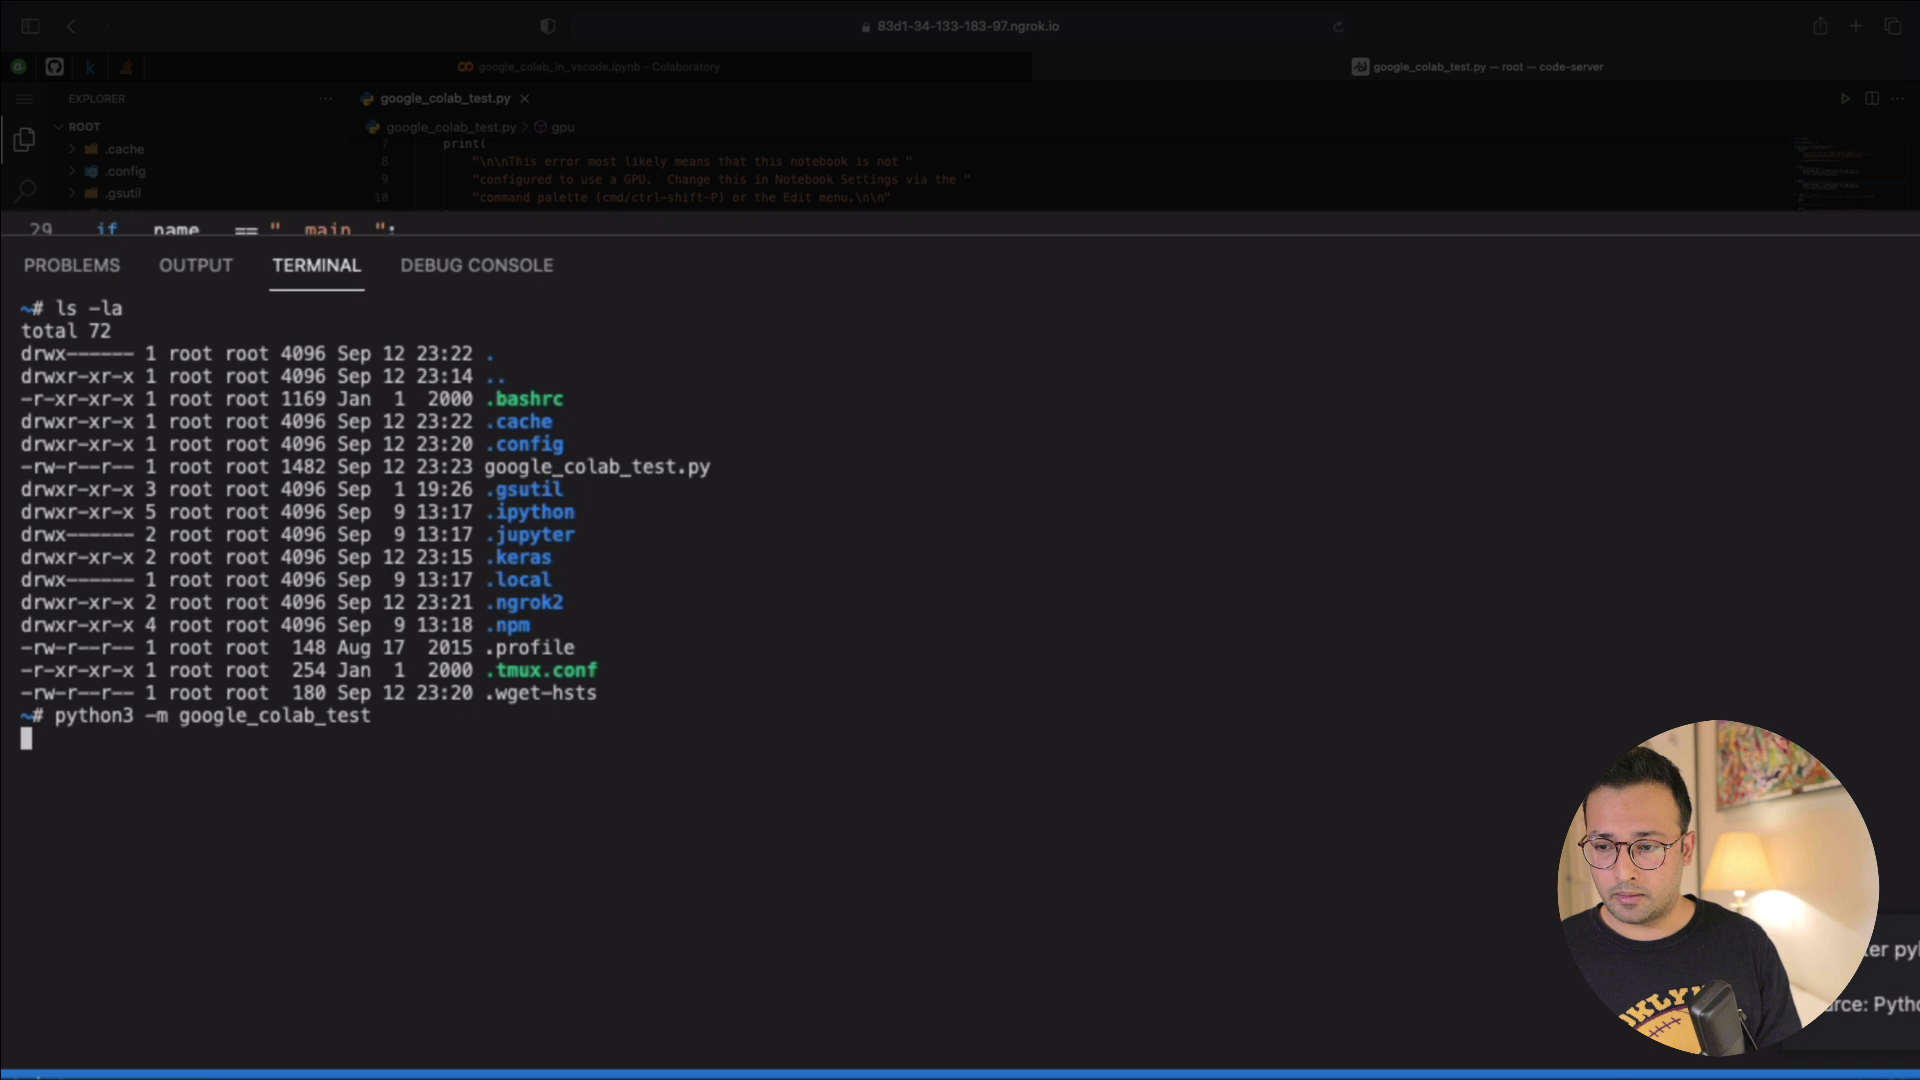 83d1-34-133-183-97.ngrok.io
google_colab_in_vscode.ipynb - Colaboratory
google_colab_test.py — root — code-server
EXPLORER
google_colab_test.py
ROOT
google_colab_test.py > gpu
.cache
.config
.gsutil
7 print(
8 "\n\nThis error most likely means that this notebook is not "
9 "configured to use a GPU.  Change this in Notebook Settings via the "
10 "command palette (cmd/ctrl-shift-P) or the Edit menu.\n\n"
29 if __name__ == "__main__":
PROBLEMS OUTPUT TERMINAL DEBUG CONSOLE
~# ls -la
total 72
drwx------ 1 root root 4096 Sep 12 23:22 .
drwxr-xr-x 1 root root 4096 Sep 12 23:14 ..
-r-xr-xr-x 1 root root 1169 Jan  1  2000 .bashrc
drwxr-xr-x 1 root root 4096 Sep 12 23:22 .cache
drwxr-xr-x 1 root root 4096 Sep 12 23:20 .config
-rw-r--r-- 1 root root 1482 Sep 12 23:23 google_colab_test.py
drwxr-xr-x 3 root root 4096 Sep  1 19:26 .gsutil
drwxr-xr-x 5 root root 4096 Sep  9 13:17 .ipython
drwx------ 2 root root 4096 Sep  9 13:17 .jupyter
drwxr-xr-x 2 root root 4096 Sep 12 23:15 .keras
drwx------ 1 root root 4096 Sep  9 13:17 .local
drwxr-xr-x 2 root root 4096 Sep 12 23:21 .ngrok2
drwxr-xr-x 4 root root 4096 Sep  9 13:18 .npm
-rw-r--r-- 1 root root  148 Aug 17  2015 .profile
-r-xr-xr-x 1 root root  254 Jan  1  2000 .tmux.conf
-rw-r--r-- 1 root root  180 Sep 12 23:20 .wget-hsts
~# python3 -m google_colab_test